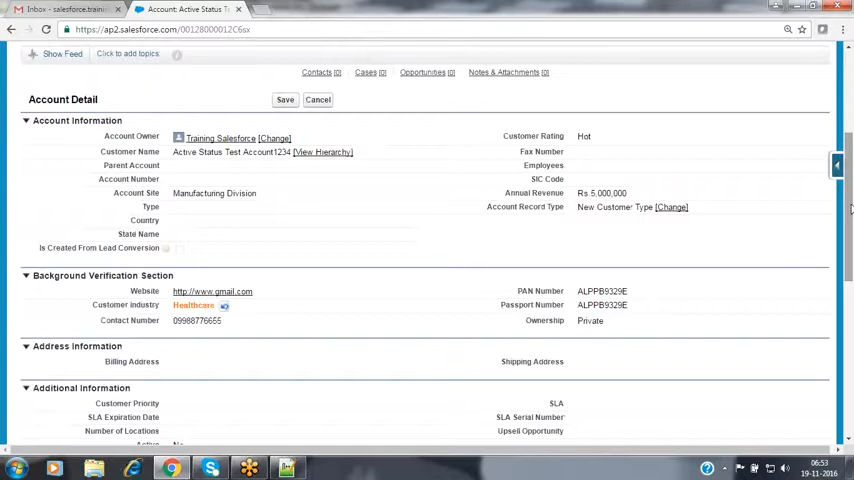 Inbox - salesforce.trainin
Account: Active Status Te
https://ap2.salesforce.com/00128000012C6sx
Show Feed Click to add topics:
Contacts [0] Cases [0] Opportunities [0] Notes & Attachments [0]
Account Detail Save Cancel
Account Information
Account Owner Training Salesforce [Change] Customer Rating Hot
Customer Name Active Status Test Account1234 [View Hierarchy] Fax Number
Parent Account Employees
Account Number SIC Code
Account Site Manufacturing Division Annual Revenue Rs.5,000,000
Type Account Record Type New Customer Type [Change]
Country
State Name
Is Created From Lead Conversion
Background Verification Section
Website http://www.gmail.com PAN Number ALPPB9329E
Customer Industry Healthcare Passport Number ALPPB9329E
Contact Number 09988776655 Ownership Private
Address Information
Billing Address Shipping Address
Additional Information
Customer Priority SLA
SLA Expiration Date SLA Serial Number
Number of Locations Upsell Opportunity
Active No
06:53
19-11-2016